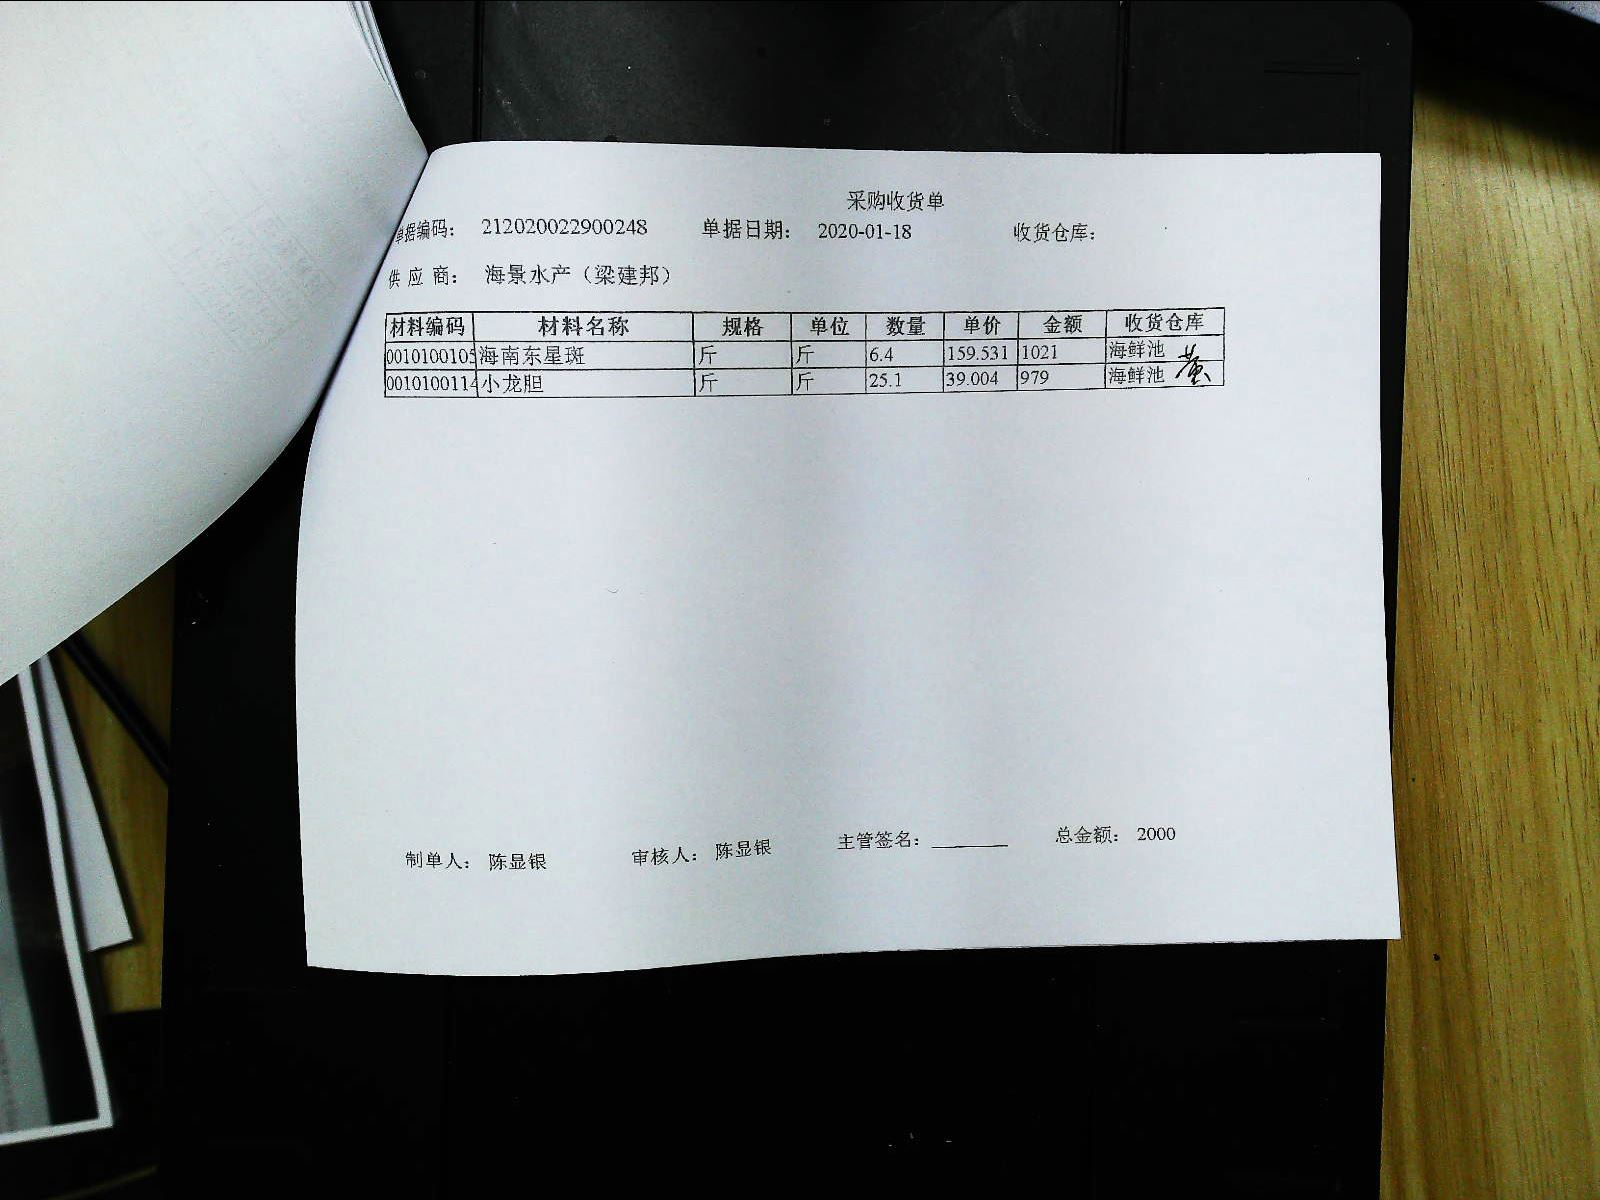 采购收货单
单据编码： 212020022900248 单据日期： 2020-01-18 收货仓库：
供应商： 海景水产（梁建邦）
材料编码 材料名称 规格 单位 数量 单价 金额 收货仓库
0010100105 海南东星斑 斤 斤 6.4 159.531 1021 海鲜池
0010100114 小龙胆 斤 斤 25.1 39.004 979 海鲜池
制单人： 陈显银 审核人： 陈显银 主管签名：________ 总金额： 2000